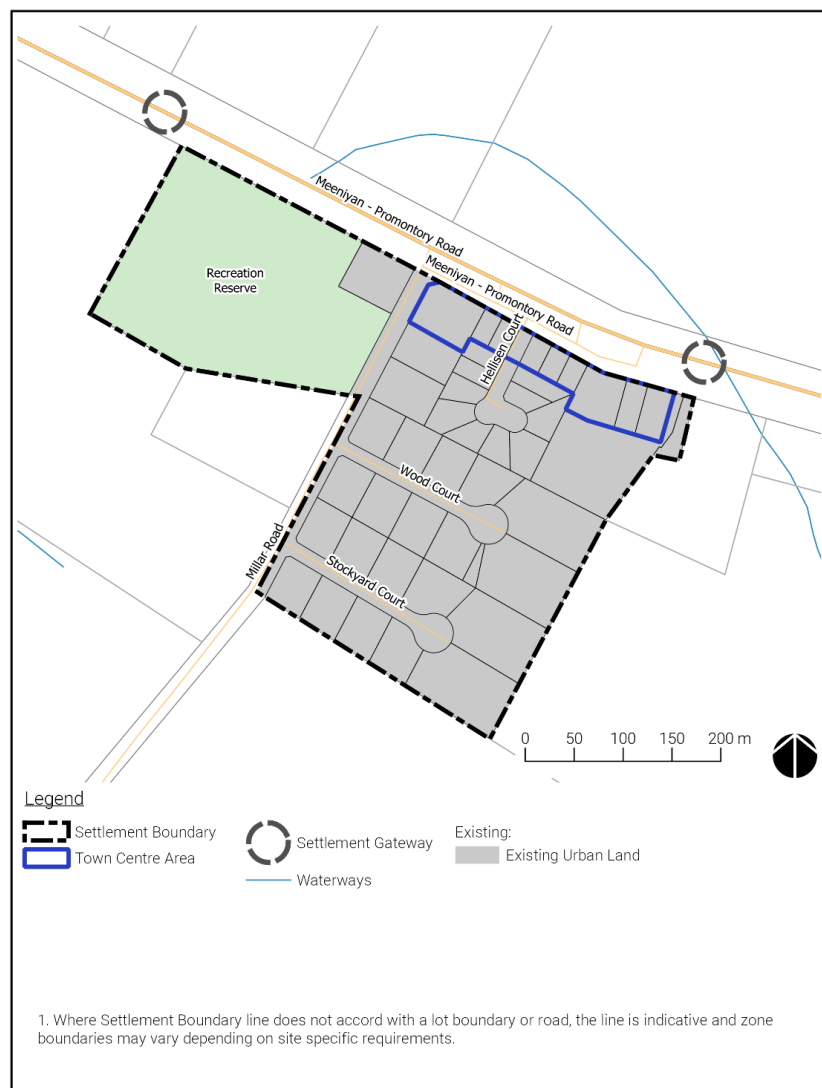 Meeniyan - Promontory Road
Meeniyan - Promontory Road
Recreation
Reserve
Hellisen Court
Wood Court
Millar Road
Stockyard Court
0 50 100 150 200 m
Legend
Settlement Boundary
Town Centre Area
Settlement Gateway
Waterways
Existing:
Existing Urban Land
1. Where Settlement Boundary line does not accord with a lot boundary or road, the line is indicative and zone
boundaries may vary depending on site specific requirements.